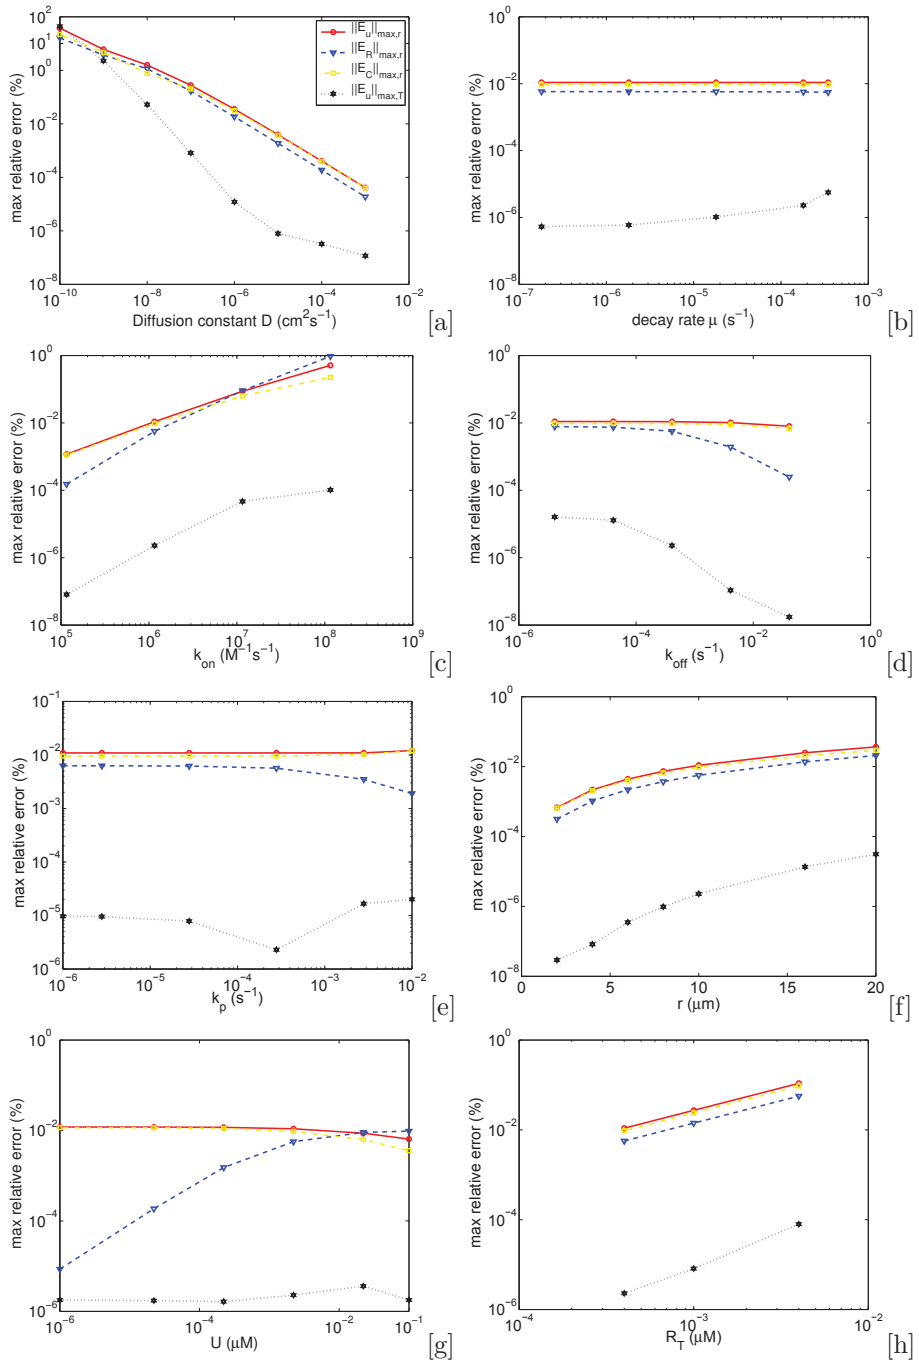 10^2
10^0
10^−2
10^−4
10^−6
10^−8
max relative error (%)
||E_u||_max,r
||E_R||_max,r
||E_C||_max,r
||E_u||_max,T
10^−10 10^−8 10^−6 10^−4 10^−2
Diffusion constant D (cm^2s^−1)
[a]
10^2
10^0
10^−2
10^−4
10^−6
10^−8
max relative error (%)
10^−7 10^−6 10^−5 10^−4 10^−3
decay rate μ (s^−1)
[b]
10^0
10^−2
10^−4
10^−6
10^−8
max relative error (%)
10^5 10^6 10^7 10^8 10^9
k_on (M^−1s^−1)
[c]
10^0
10^−2
10^−4
10^−6
10^−8
max relative error (%)
10^−6 10^−4 10^−2 10^0
k_off (s^−1)
[d]
10^−1
10^−2
10^−3
10^−4
10^−5
10^−6
max relative error (%)
10^−6 10^−5 10^−4 10^−3 10^−2
k_p (s^−1)
[e]
10^0
10^−2
10^−4
10^−6
10^−8
max relative error (%)
0 5 10 15 20
r (μm)
[f]
10^0
10^−2
10^−4
10^−6
max relative error (%)
10^−6 10^−4 10^−2 10^−1
U (μM)
[g]
10^0
10^−2
10^−4
10^−6
max relative error (%)
10^−4 10^−3 10^−2
R_T (μM)
[h]